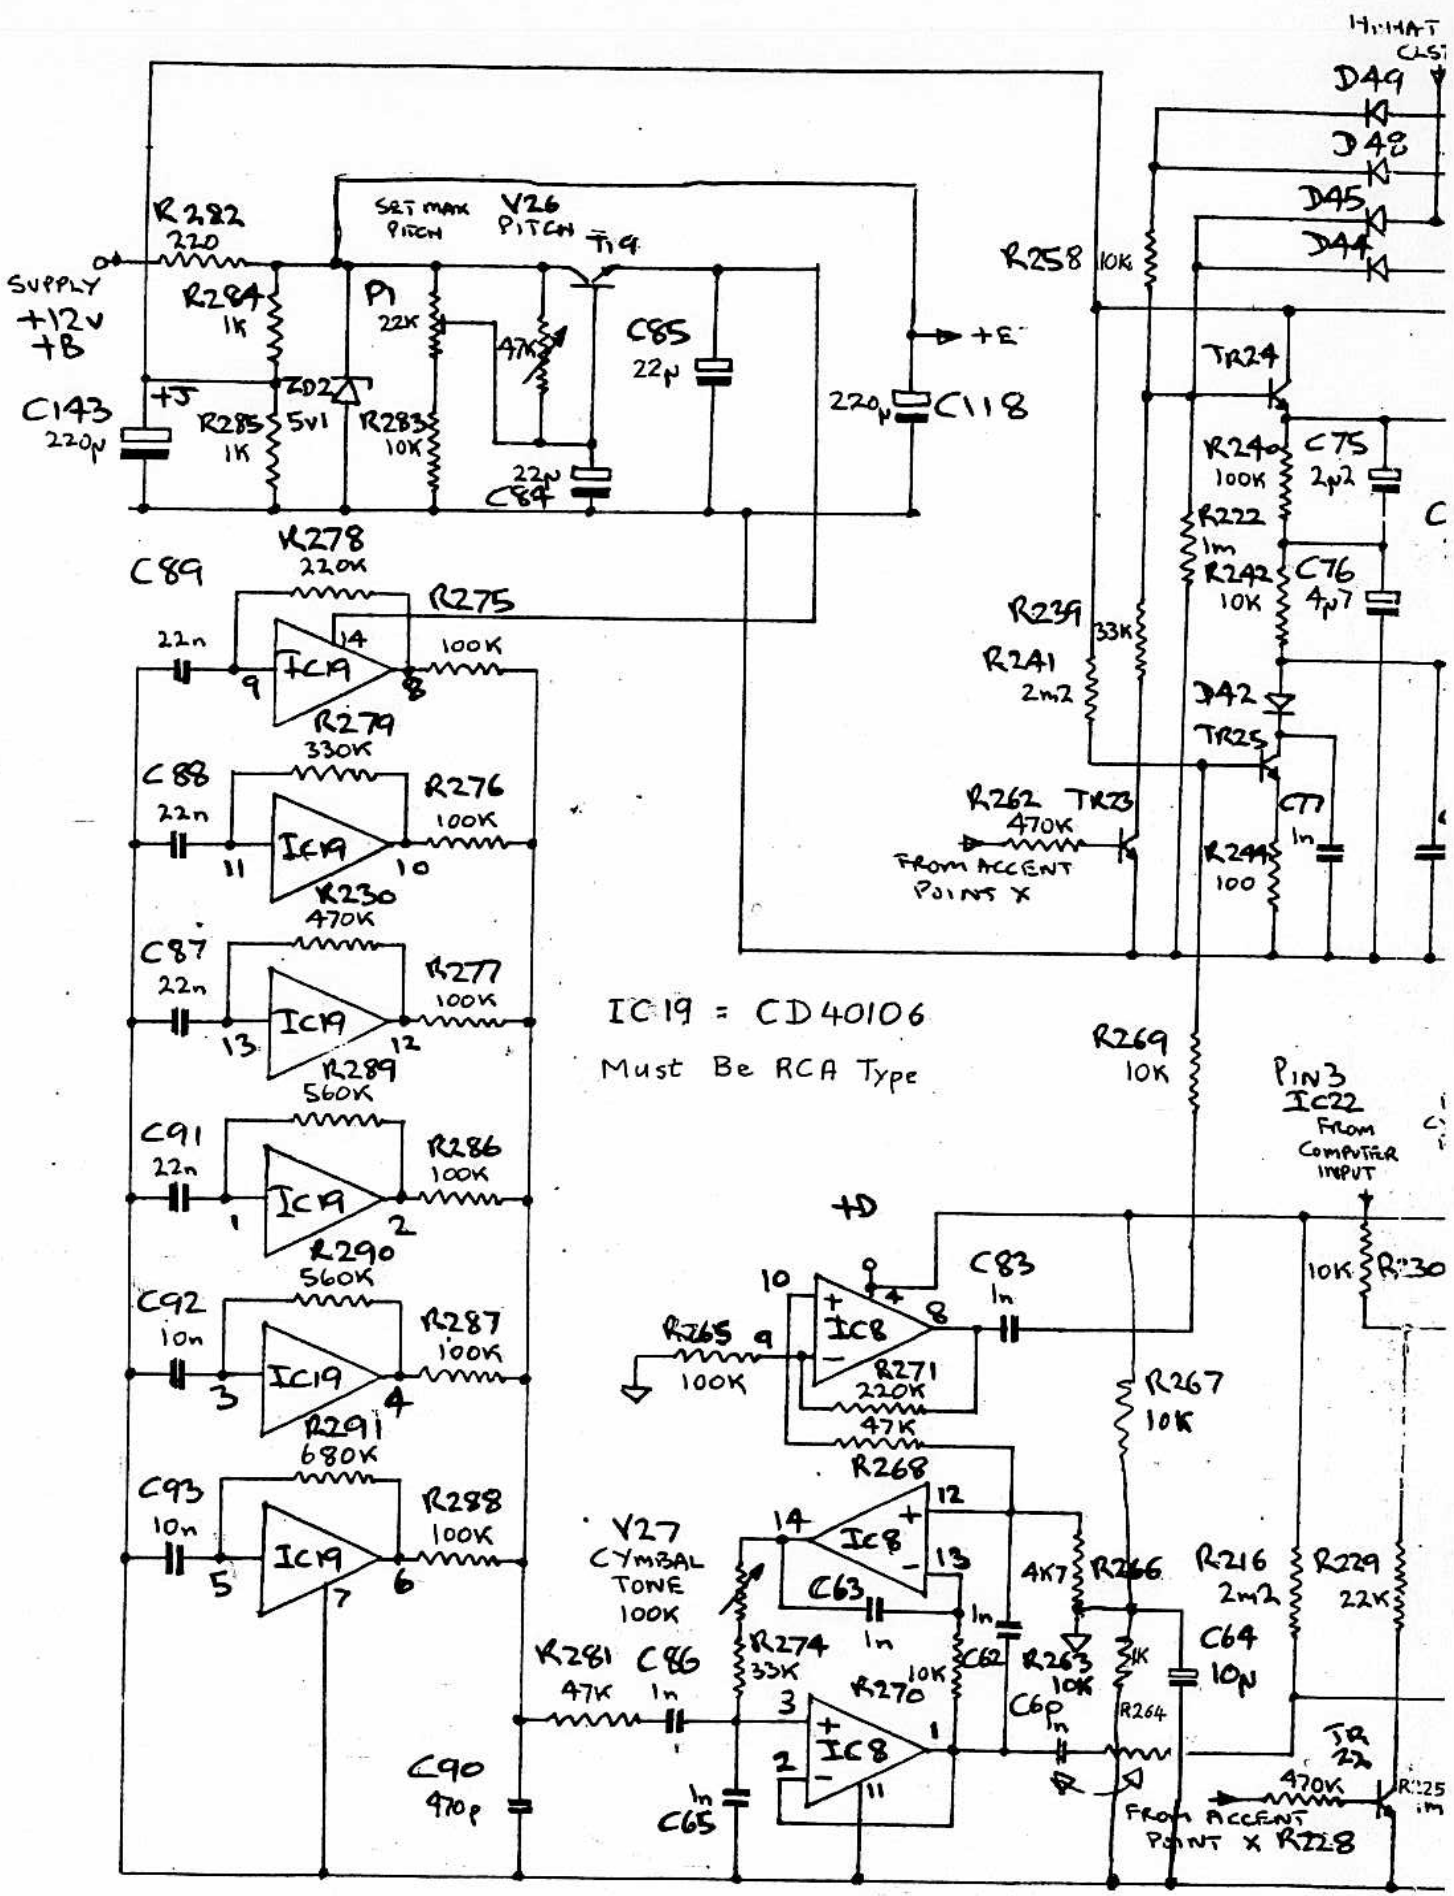 HI-HAT
CLS
D49
D48
D45
D44
R282
220
SET MAX
PITCH
V26
PITCH
T19
R258
10K
SUPPLY
+12V
+B
R284
1K
P1
22K
47K
C85
22µ
+E
TR24
+J
ZD2
5V1
C143
220µ
R285
1K
R283
10K
22µ
C84
220µ
C118
R240
100K
C75
2µ2
R222
1m
R242
10K
C76
4µ7
C
R278
220K
C89
22n
14
IC19
9
8
R275
100K
R239
33K
R241
2m2
D42
TR25
R279
330K
C88
22n
IC19
11
10
R276
100K
R262
470K
TR23
FROM ACCENT
POINT X
C77
1n
R244
100
R230
470K
C87
22n
IC19
13
12
R277
100K
IC19 = CD40106
Must Be RCA Type
R269
10K
PIN3
IC22
FROM
COMPUTER
INPUT
R289
560K
C91
22n
IC19
1
2
R286
100K
+D
R290
560K
C92
10n
IC19
3
4
R287
100K
10
4
IC8
8
9
+
-
C83
1n
R265
100K
R271
220K
47K
R268
R267
10K
10K
R230
R291
680K
C93
10n
IC19
5
7
6
R288
100K
V27
CYMBAL
TONE
100K
14
IC8
12
13
+
-
C63
1n
4K7
R266
R216
2m2
R229
22K
R281
47K
C86
1n
R274
33K
10K
R270
1n
C62
R263
10K
1K
R264
C64
10µ
3
2
IC8
1
11
+
-
C60
1n
C90
470p
1n
C65
TR
22
470K
R225
1m
FROM ACCENT
POINT X R228